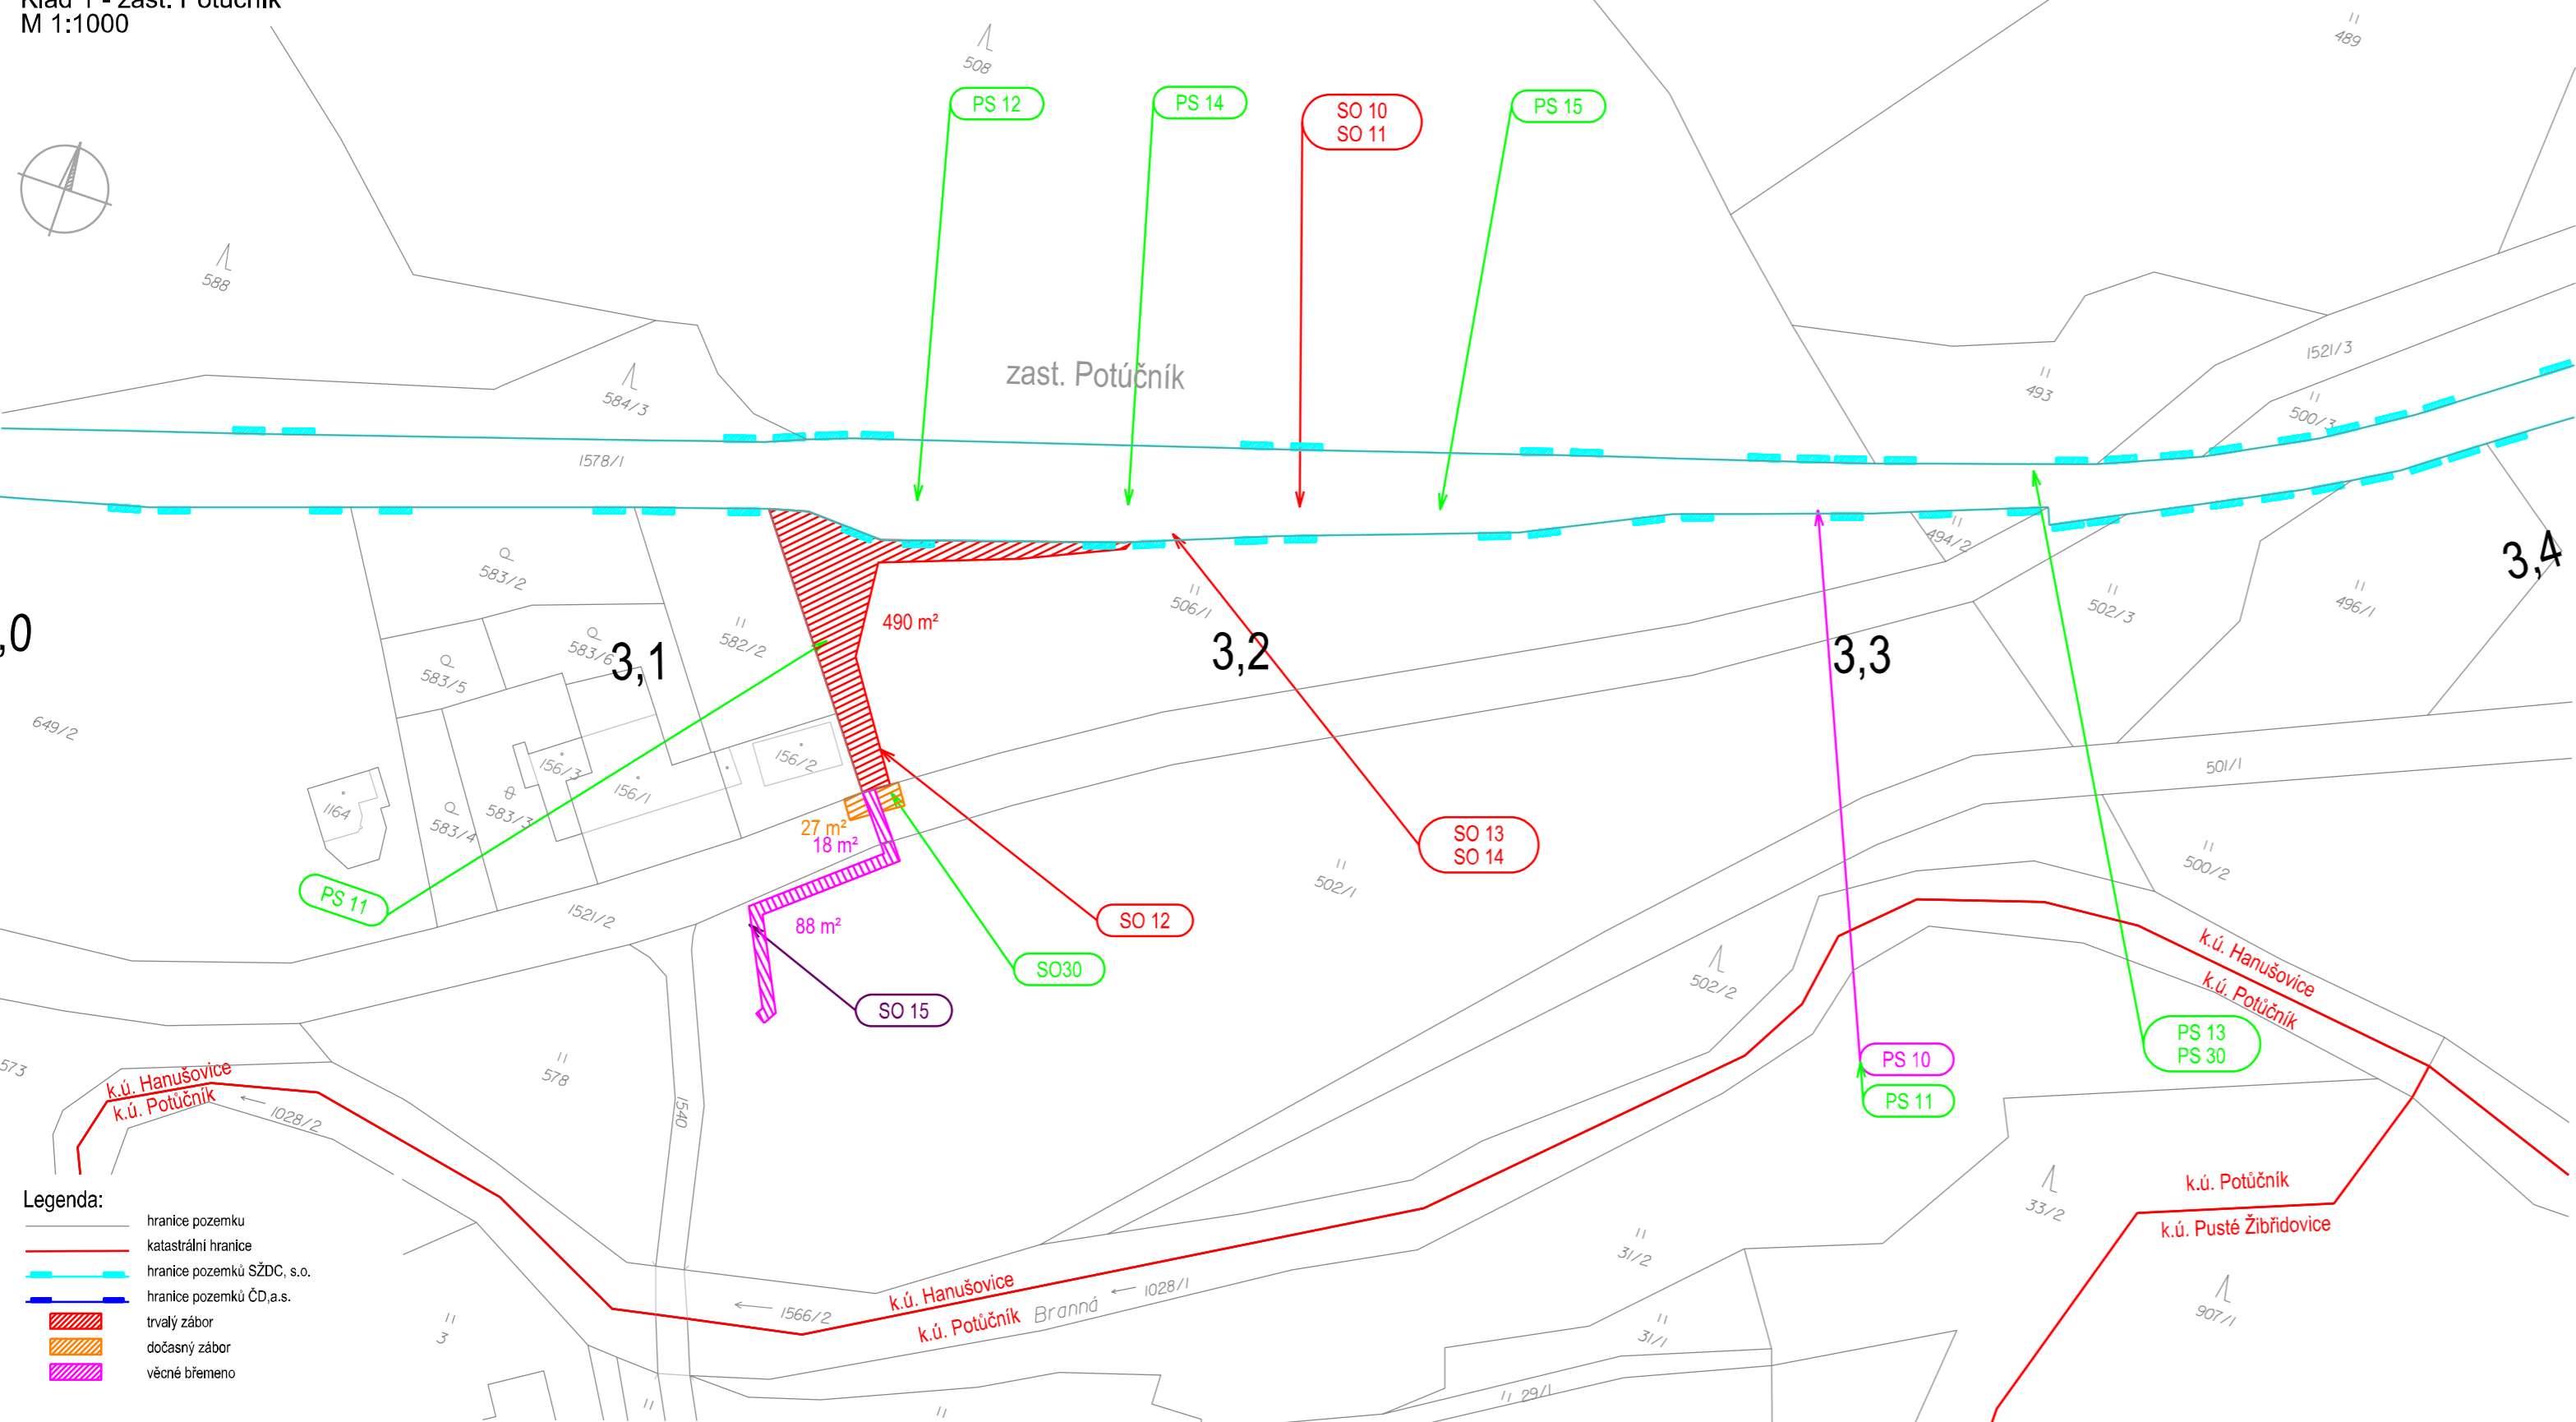 M 1:1000
508
489
PS 12
PS 14
SO 10
SO 11
PS 15
588
584/3
zast. Potúčník
493
1521/3
500/3
1578/1
583/2
583/5
583/6
582/2
490 m²
506/1
494/2
502/3
496/1
3,4
,0
3,1
3,2
3,3
649/2
1164
583/4
583/3
156/3
156/1
156/2
27 m²
18 m²
88 m²
501/1
500/2
502/1
502/2
SO 13
SO 14
PS 11
1521/2
SO 12
SO30
SO 15
k.ú. Hanušovice
k.ú. Potůčník
PS 10
PS 11
PS 13
PS 30
573
578
1540
k.ú. Hanušovice
k.ú. Potůčník
1028/2
k.ú. Potůčník
k.ú. Pusté Žibřidovice
33/2
907/1
31/2
31/1
29/1
k.ú. Hanušovice
k.ú. Potůčník
Branná
1028/1
1566/2
3
Legenda:
hranice pozemku
katastrální hranice
hranice pozemků SŽDC, s.o.
hranice pozemků ČD,a.s.
trvalý zábor
dočasný zábor
věcné břemeno